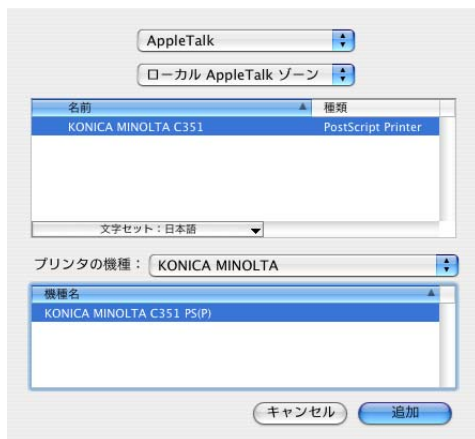 AppleTalk
ローカル AppleTalk ゾーン
名前 種類
KONICA MINOLTA C351 PostScript Printer
文字セット：日本語
プリンタの機種： KONICA MINOLTA
機種名
KONICA MINOLTA C351 PS(P)
キャンセル 追加